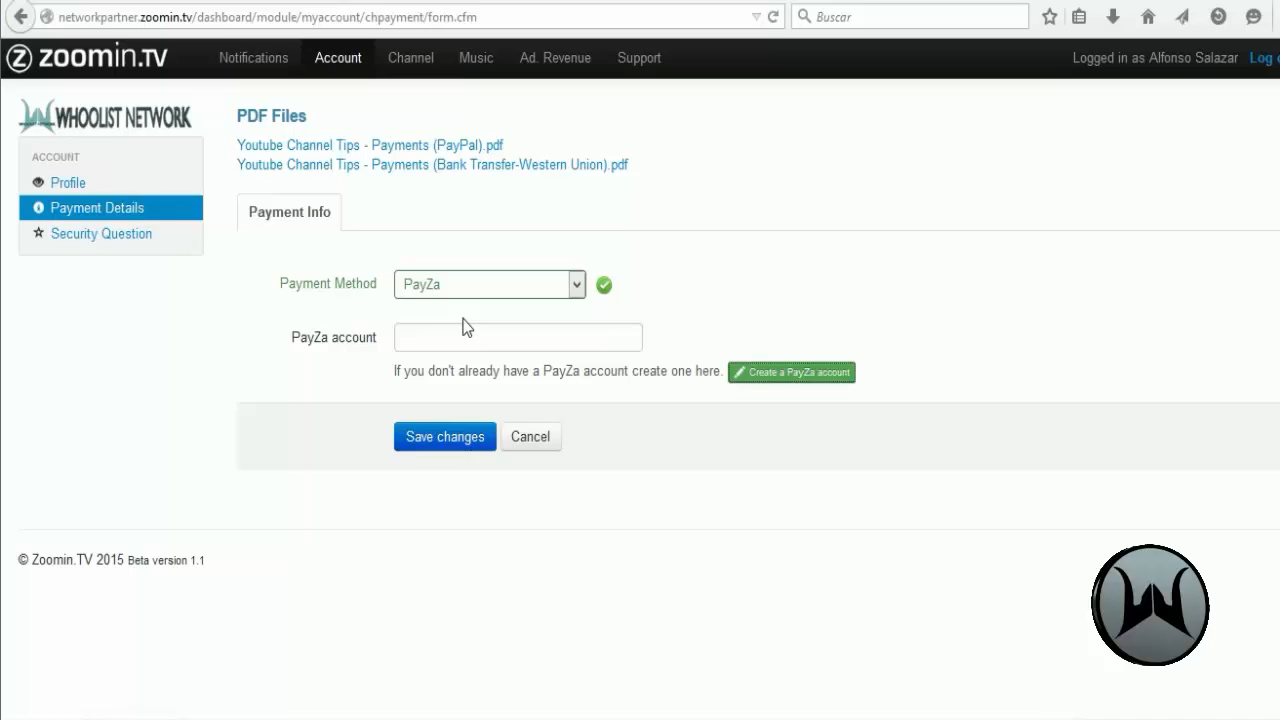 networkpartner.zoomin.tv/dashboard/module/myaccount/chpayment/form.cfm
Buscar
zoomin.tv Notifications Account Channel Music Ad. Revenue Support Logged in as Alfonso Salazar Log
WHOOLIST NETWORK
ACCOUNT
Profile
Payment Details
Security Question
PDF Files
Youtube Channel Tips - Payments (PayPal).pdf
Youtube Channel Tips - Payments (Bank Transfer-Western Union).pdf
Payment Info
Payment Method PayZa
PayZa account
If you don't already have a PayZa account create one here. Create a PayZa account
Save changes Cancel
© Zoomin.TV 2015 Beta version 1.1